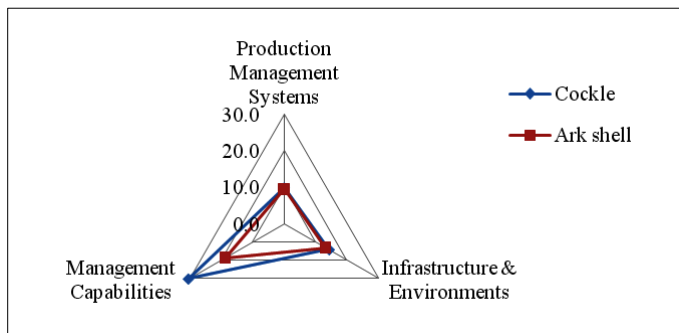 Production
Management
Systems
30.0
20.0
10.0
0.0
Management
Capabilities
Infrastructure &
Environments
Cockle
Ark shell